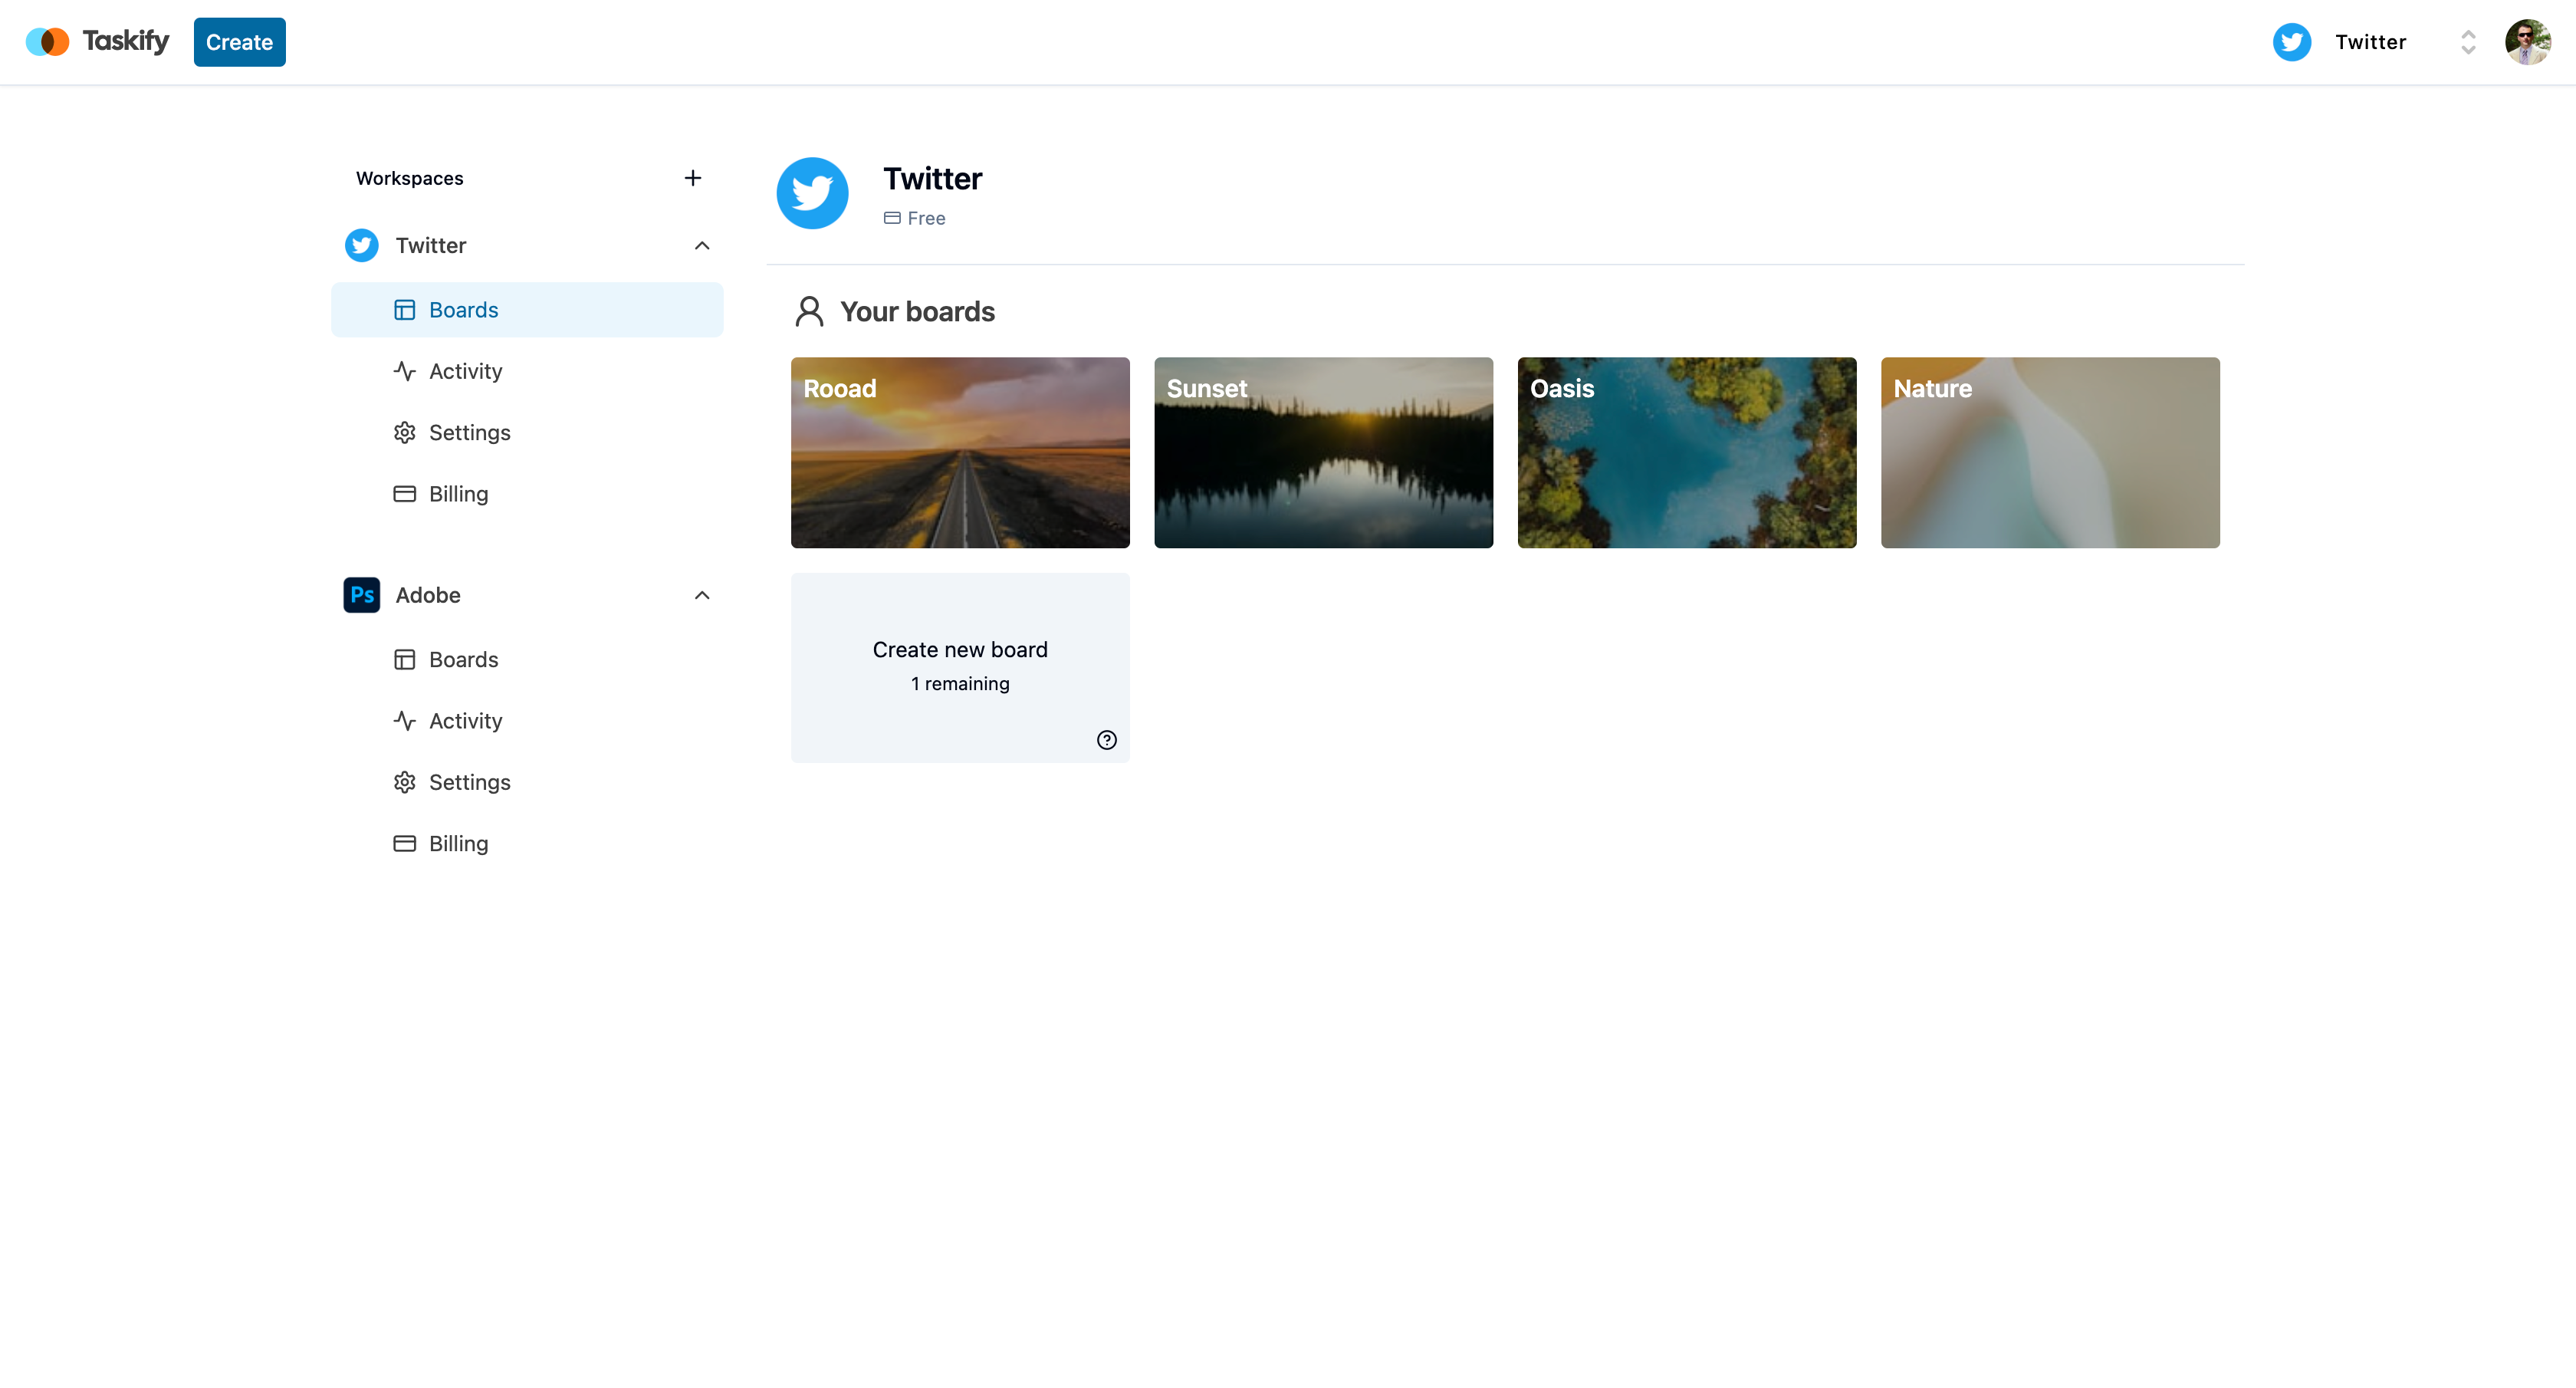 Taskify
Create
Twitter
Workspaces
Twitter
Boards
Activity
Settings
Billing
Ps
Adobe
Boards
Activity
Settings
Billing
Twitter
Free
Your boards
Rooad
Sunset
Oasis
Nature
Create new board
1 remaining